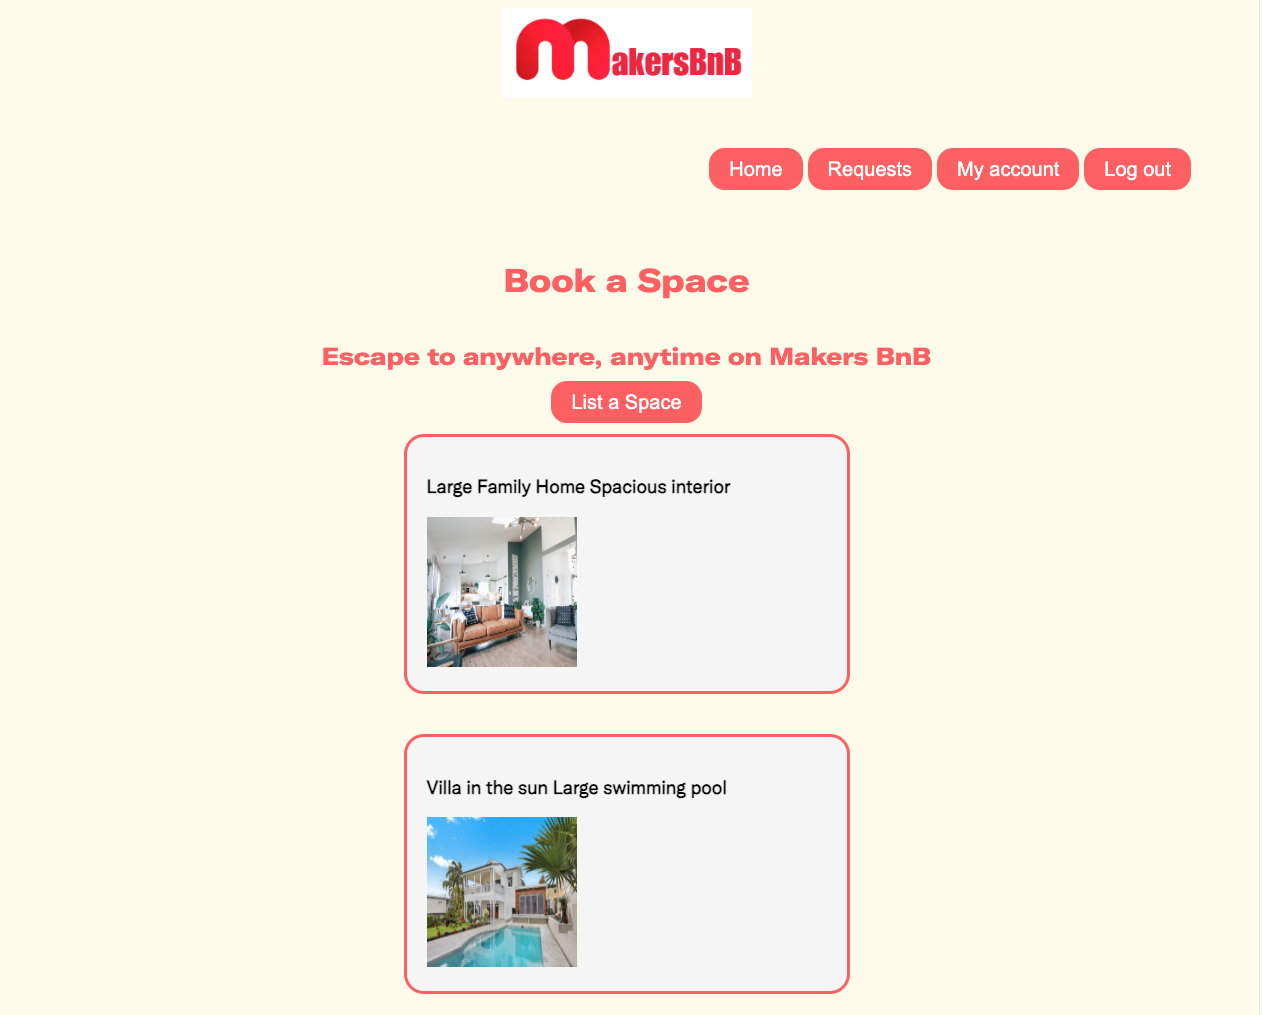 MakersBnB
Home Requests My account Log out
Book a Space
Escape to anywhere, anytime on Makers BnB
List a Space
Large Family Home Spacious interior
Villa in the sun Large swimming pool